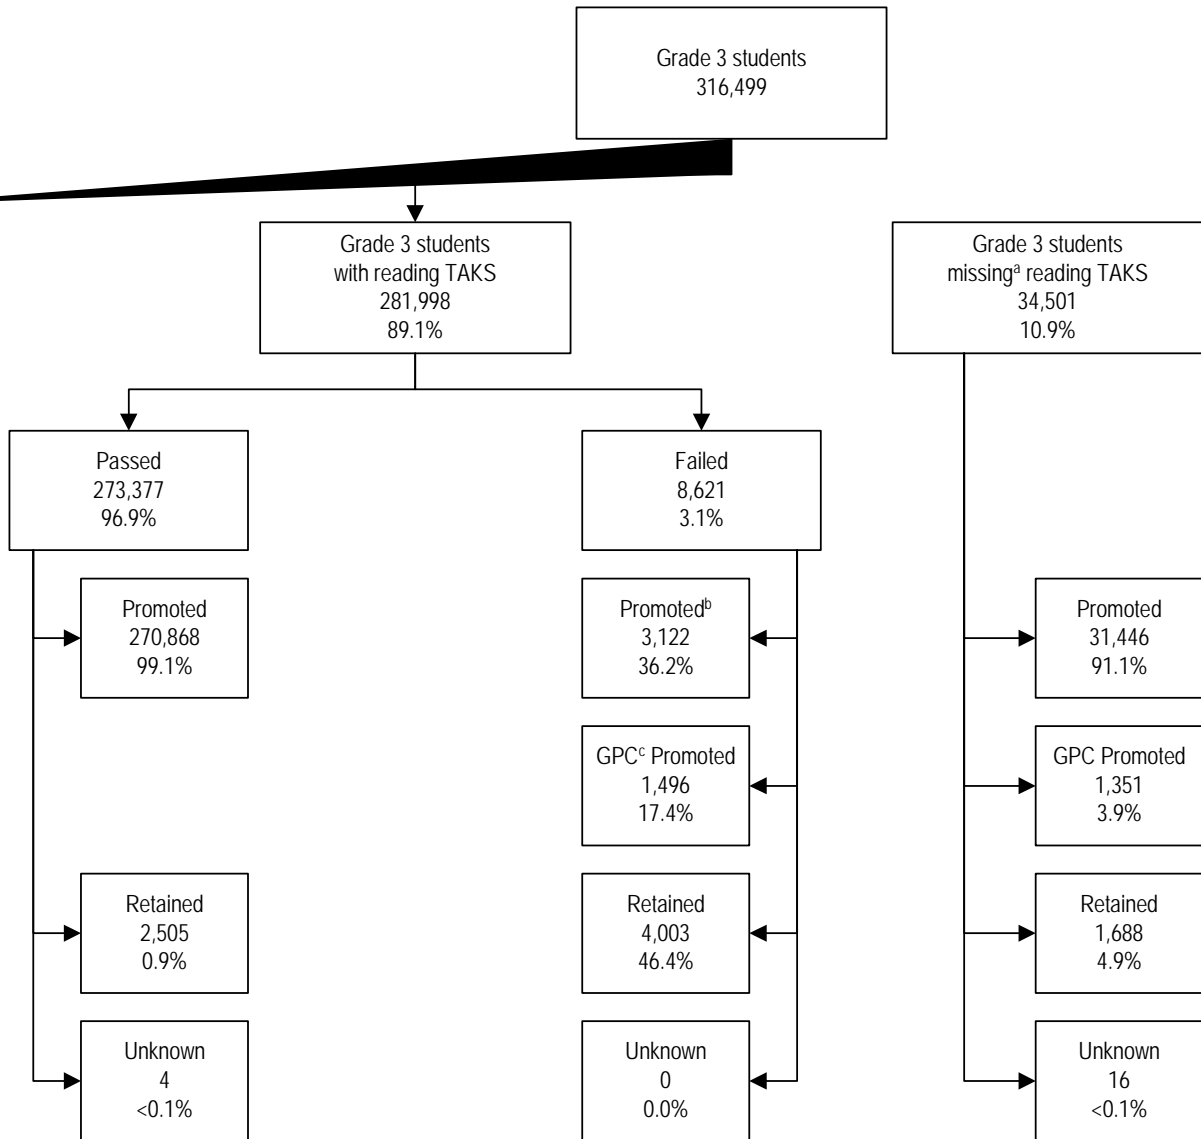 Grade 3 students
316,499
Grade 3 students
with reading TAKS
281,998
89.1%
Grade 3 students
missingᵃ reading TAKS
34,501
10.9%
Passed
273,377
96.9%
Failed
8,621
3.1%
Promoted
270,868
99.1%
Promotedᵇ
3,122
36.2%
Promoted
31,446
91.1%
GPCᶜ Promoted
1,496
17.4%
GPC Promoted
1,351
3.9%
Retained
2,505
0.9%
Retained
4,003
46.4%
Retained
1,688
4.9%
Unknown
4
<0.1%
Unknown
0
0.0%
Unknown
16
<0.1%